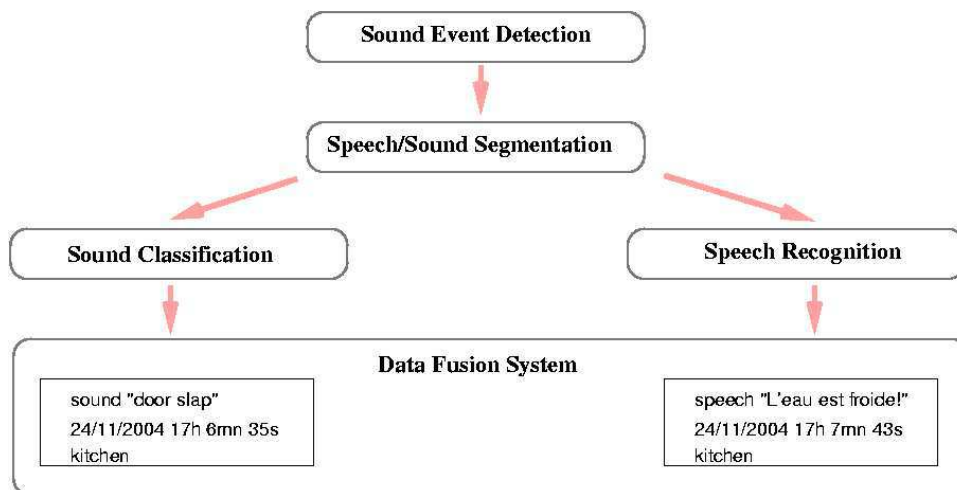 Sound Event Detection
Speech/Sound Segmentation
Sound Classification
Speech Recognition
Data Fusion System
sound "door slap"
24/11/2004 17h 6mn 35s
kitchen
speech "L'eau est froide!"
24/11/2004 17h 7mn 43s
kitchen